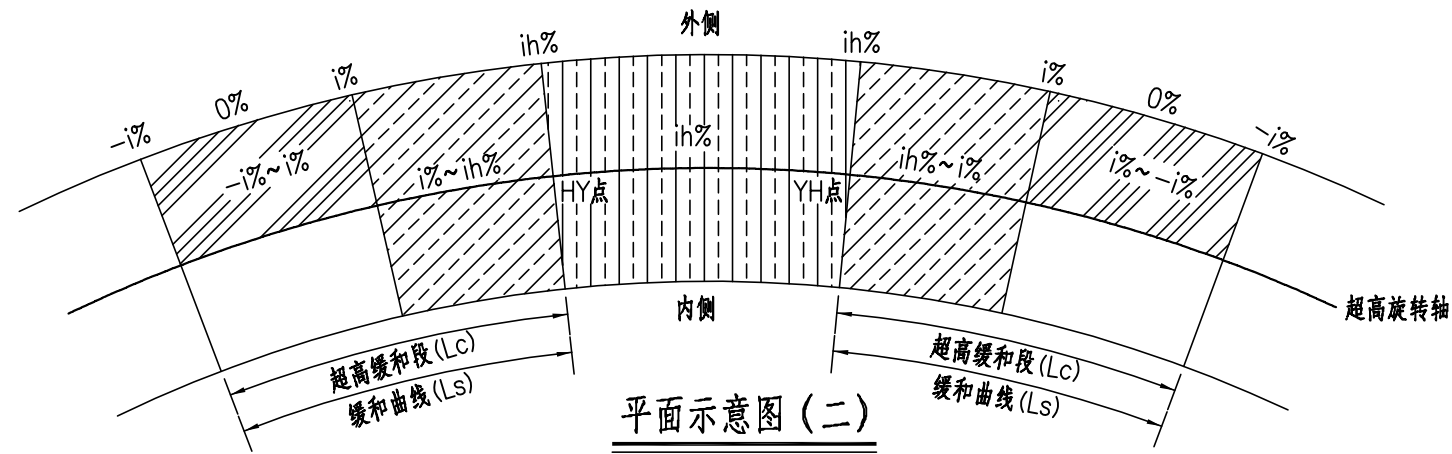 外侧
ih%
ih%
i%
i%
0%
0%
-i%
-i%
ih%
-i%~i%
i%~ih%
ih%~i%
i%~-i%
HY点
YH点
内侧
超高旋转轴
超高缓和段(Lc)
缓和曲线(Ls)
超高缓和段(Lc)
缓和曲线(Ls)
平面示意图（二）